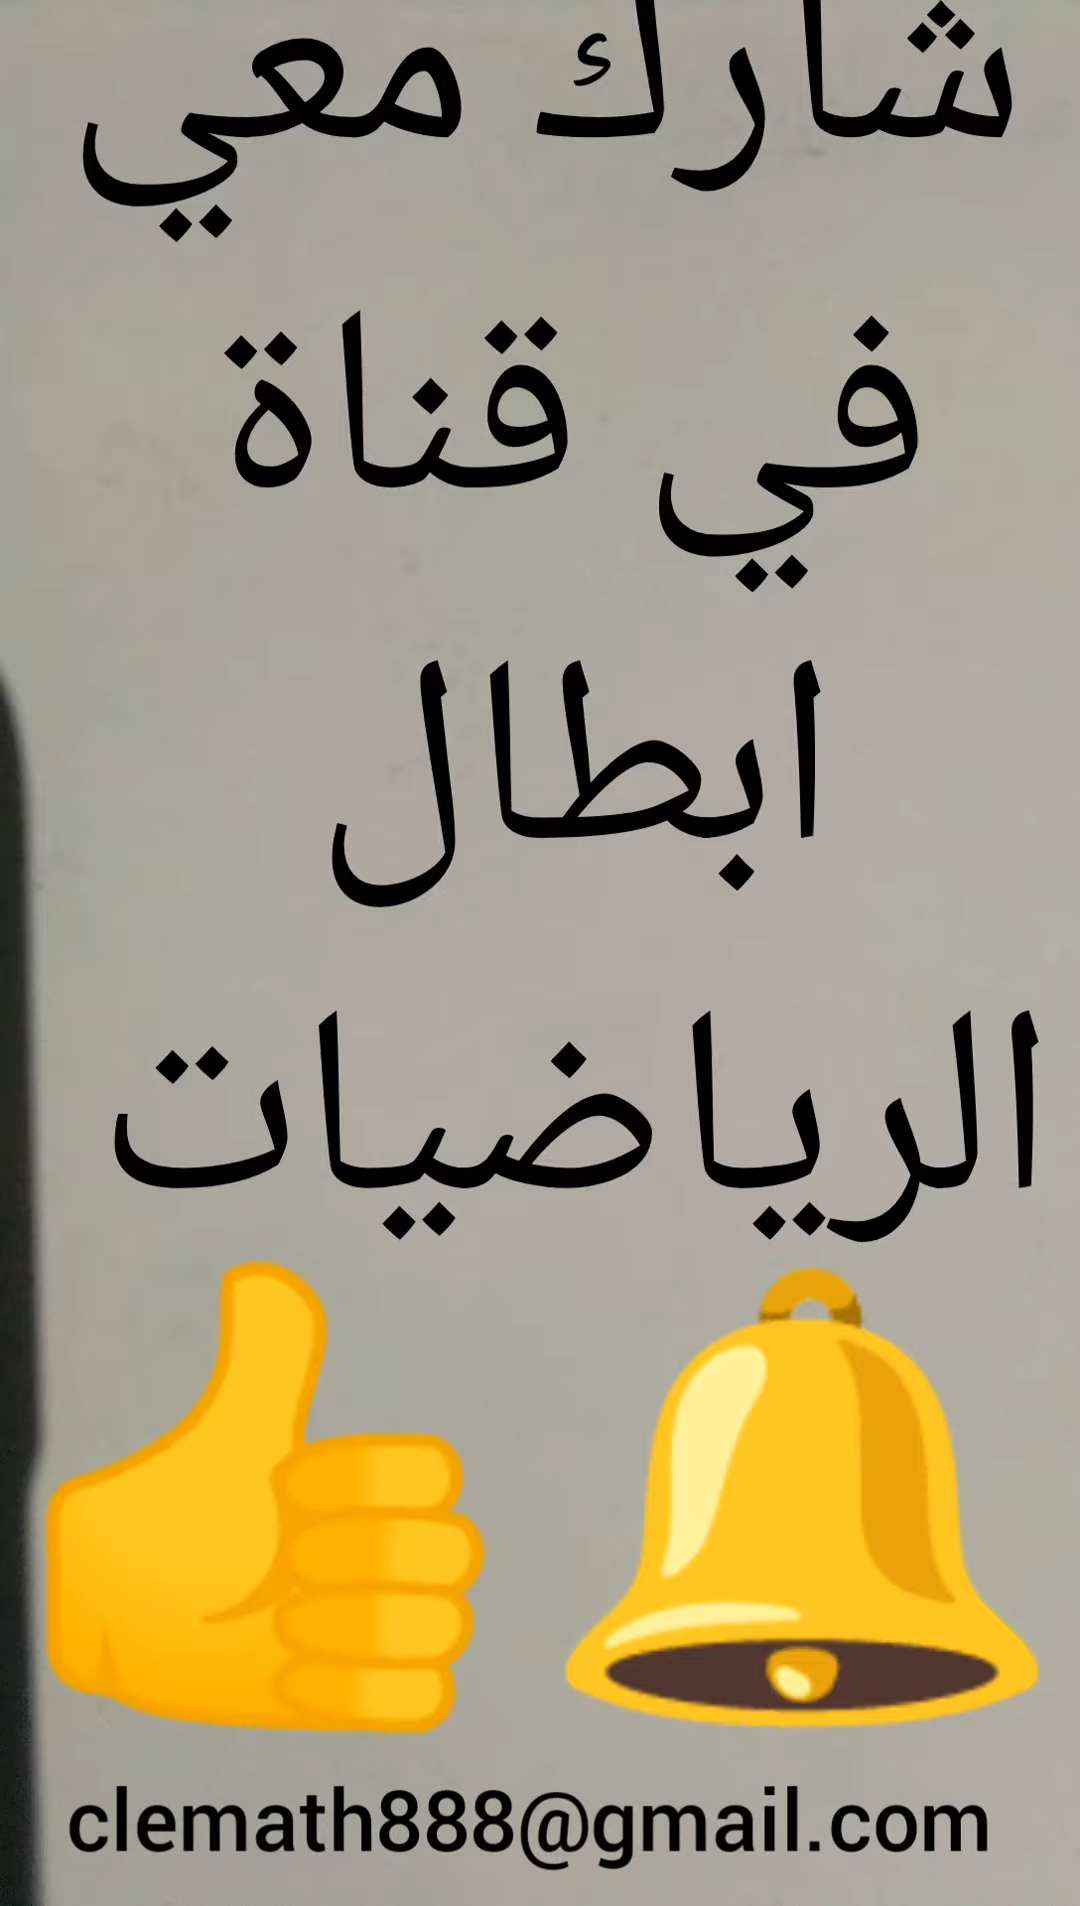 شارك معي
في قناة
ابطال
الرياضيات
clemath888@gmail.com